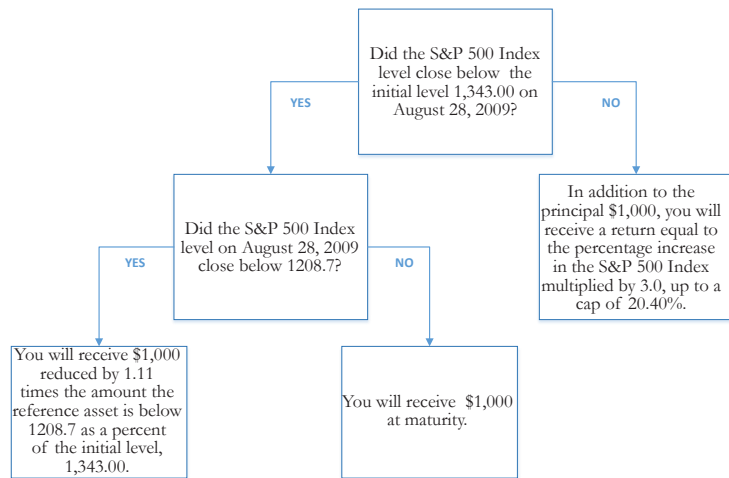 Did the S&P 500 Index
level close below the
initial level 1,343.00 on
August 28, 2009?
YES
NO
Did the S&P 500 Index
level on August 28, 2009
close below 1208.7?
In addition to the
principal $1,000, you will
receive a return equal to
the percentage increase
in the S&P 500 Index
multiplied by 3.0, up to a
cap of 20.40%.
YES
NO
You will receive $1,000
reduced by 1.11
times the amount the
reference asset is below
1208.7 as a percent
of the initial level,
1,343.00.
You will receive $1,000
at maturity.